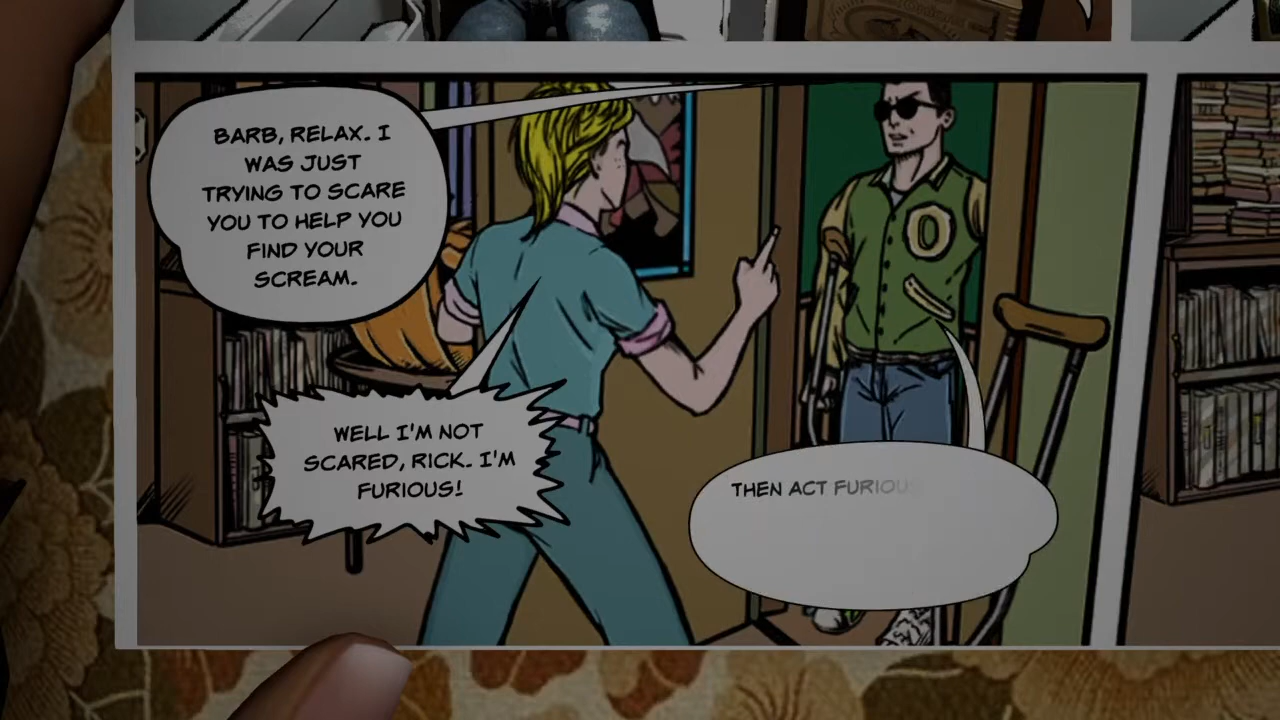 BARB, RELAX. I
WAS JUST
TRYING TO SCARE
YOU TO HELP YOU
FIND YOUR
SCREAM.
WELL I'M NOT
SCARED, RICK. I'M
FURIOUS!
THEN ACT FURIOUS
O